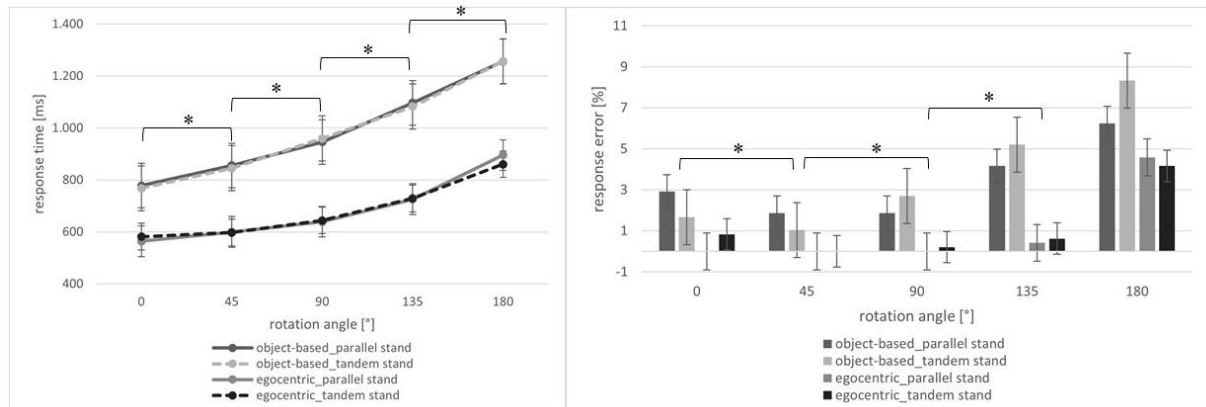 1.400
1.200
1.000
800
600
400
response time [ms]
*
*
*
*
0 45 90 135 180
rotation angle [°]
object-based_parallel stand
object-based_tandem stand
egocentric_parallel stand
egocentric_tandem stand
11
9
7
5
3
1
-1
response error [%]
*
*
*
0 45 90 135 180
rotation angle [°]
object-based_parallel stand
object-based_tandem stand
egocentric_parallel stand
egocentric_tandem stand